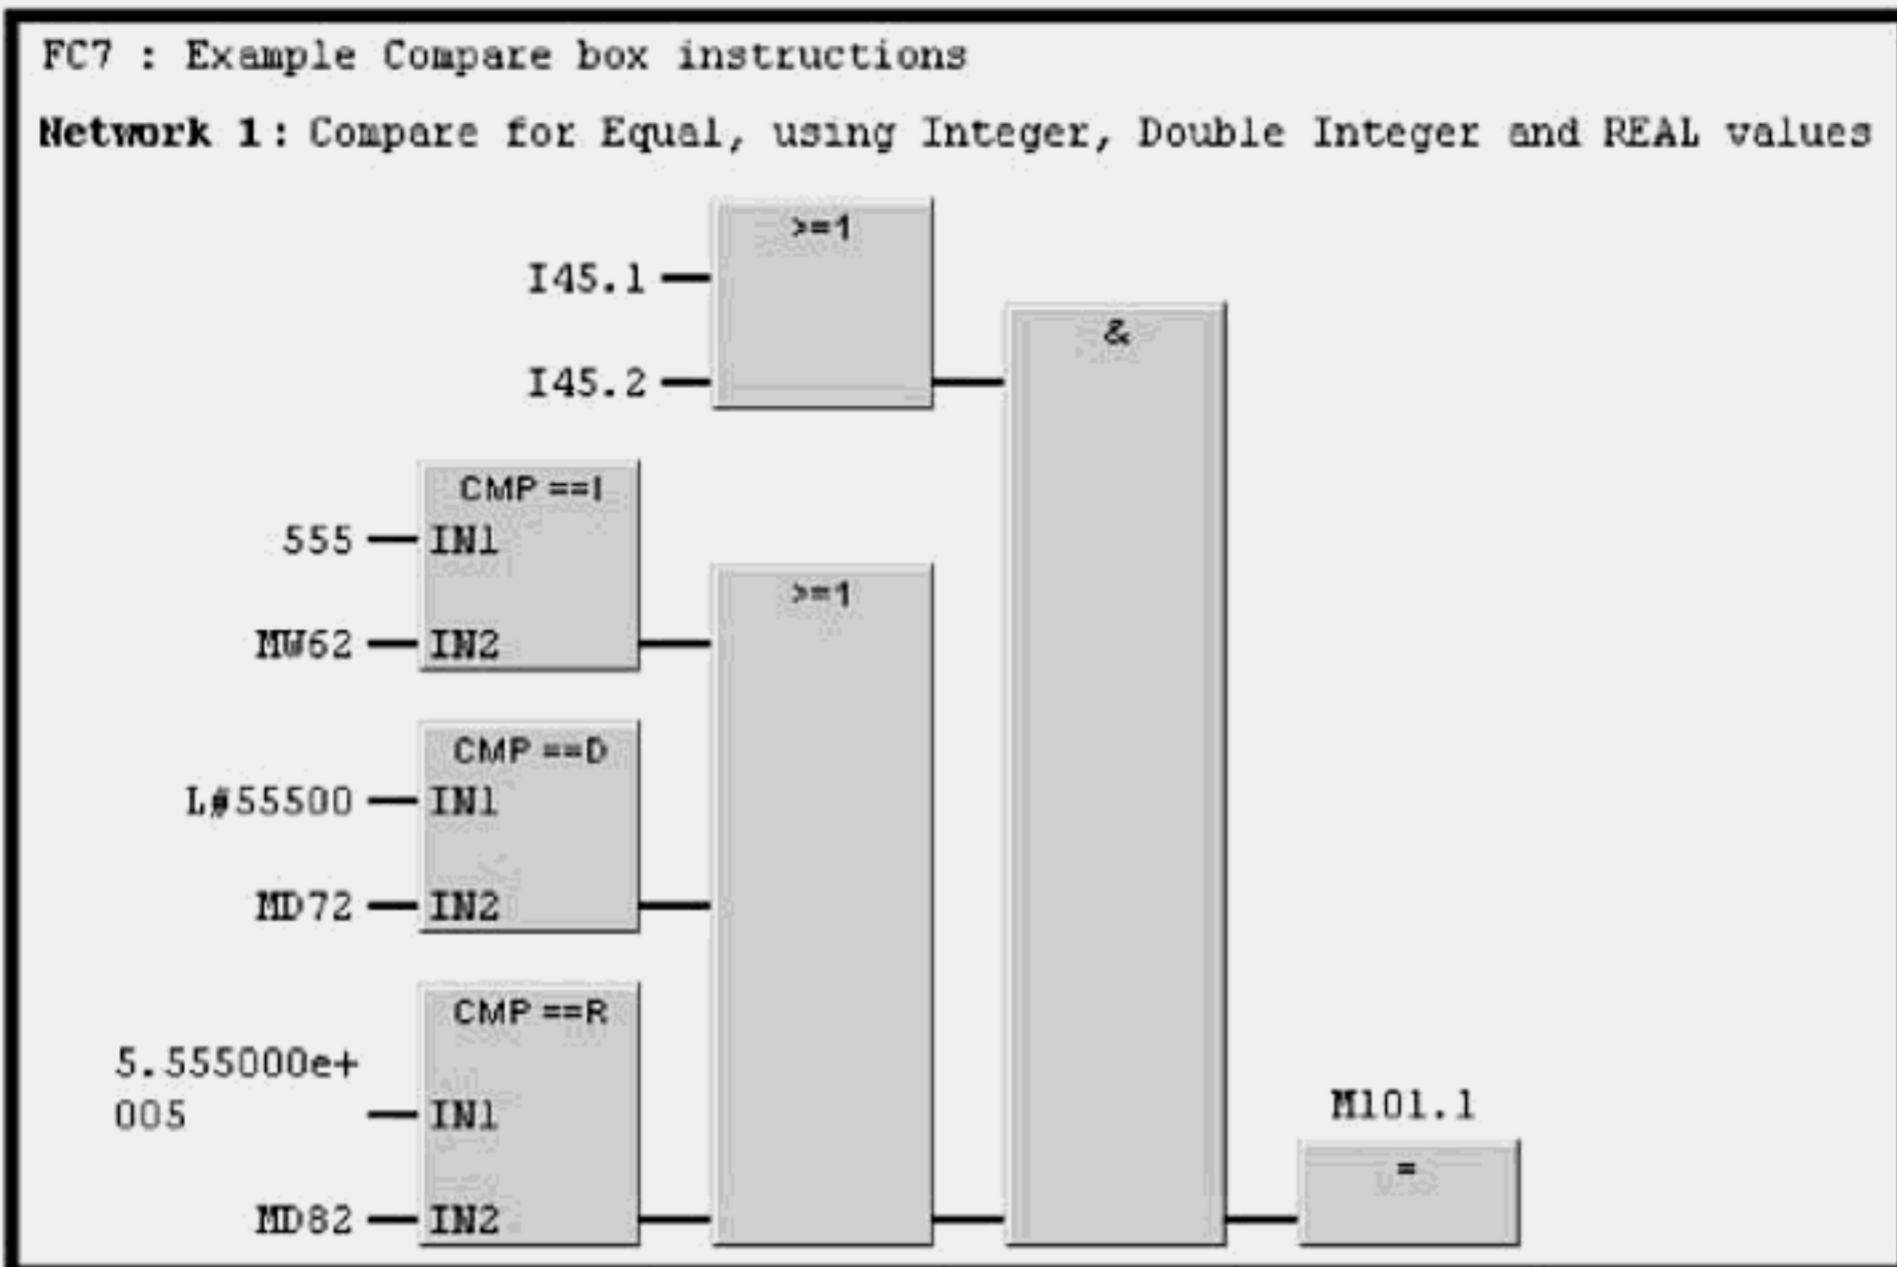 FC7 : Example Compare box instructions
Network 1: Compare for Equal, using Integer, Double Integer and REAL values
>=1
I45.1
I45.2
&
CMP ==I
555 IN1
MW62 IN2
>=1
CMP ==D
L#55500 IN1
MD72 IN2
CMP ==R
5.555000e+
005 IN1
M101.1
=
MD82 IN2